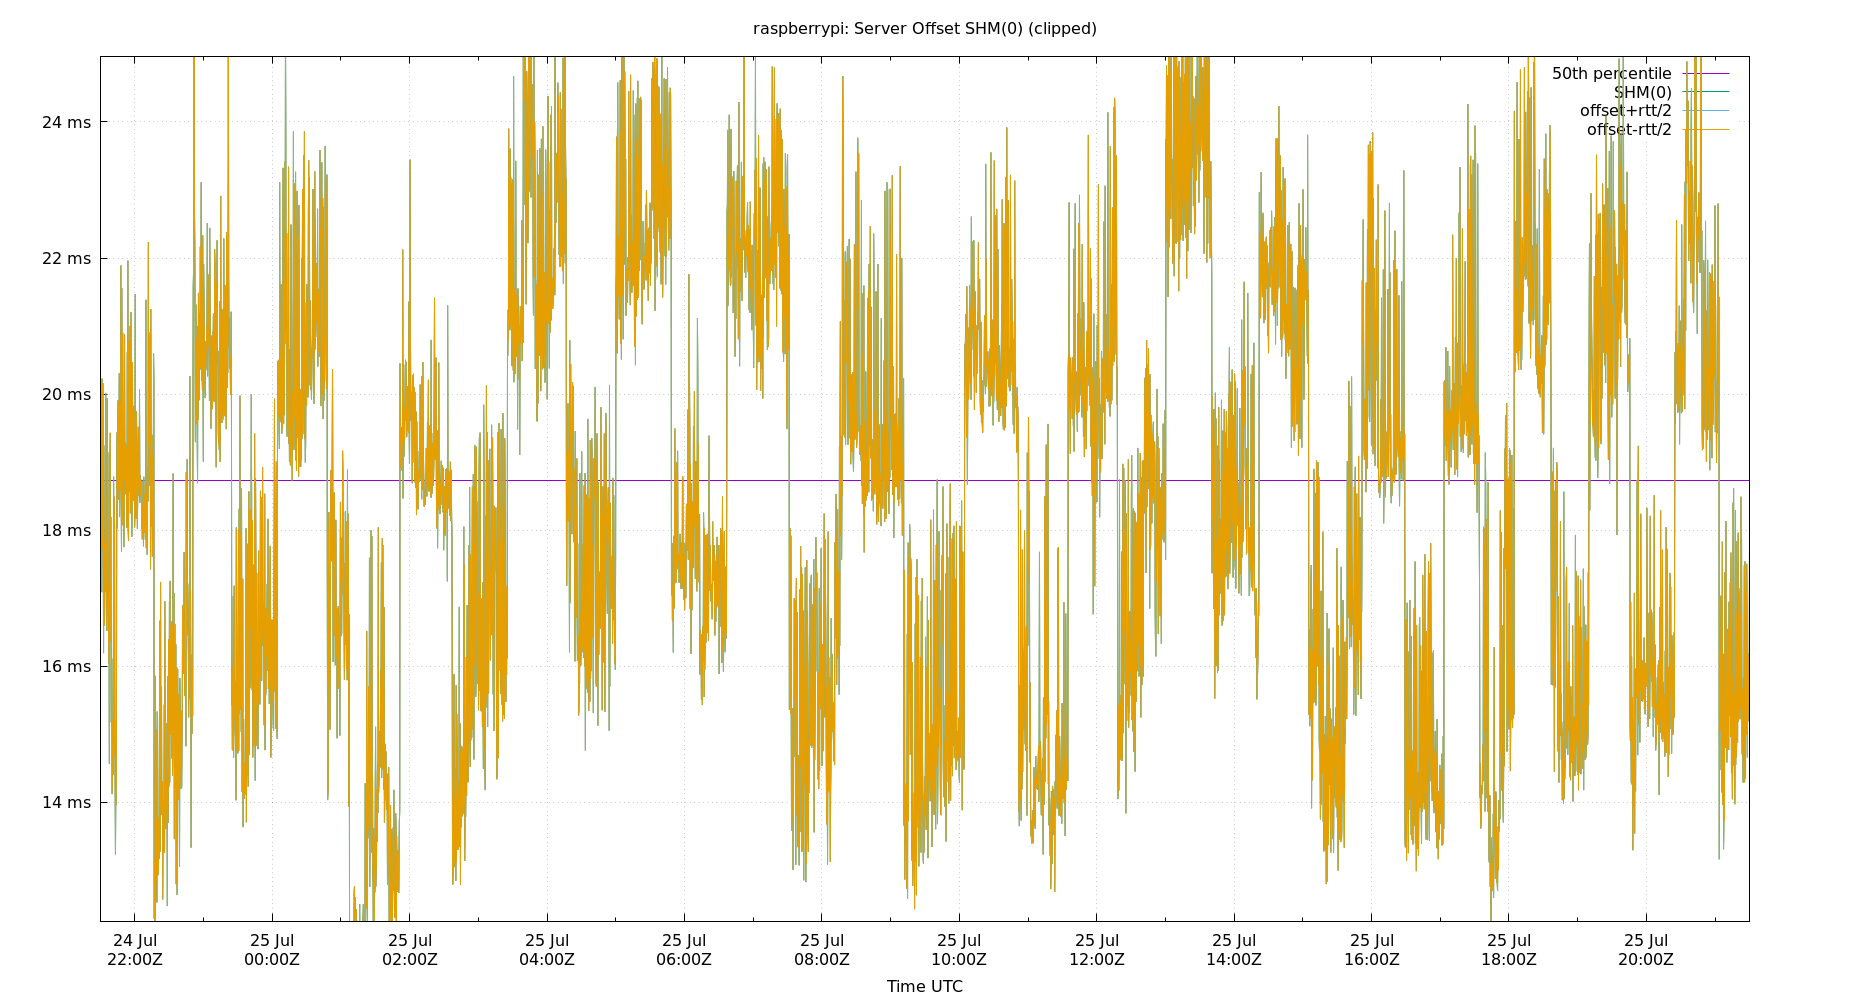 raspberrypi: Server Offset SHM(0) (clipped)
50th percentile
SHM(0)
offset+rtt/2
offset-rtt/2
24 ms
22 ms
20 ms
18 ms
16 ms
14 ms
24 Jul 25 Jul 25 Jul 25 Jul 25 Jul 25 Jul 25 Jul 25 Jul 25 Jul 25 Jul 25 Jul 25 Jul
22:00Z 00:00Z 02:00Z 04:00Z 06:00Z 08:00Z 10:00Z 12:00Z 14:00Z 16:00Z 18:00Z 20:00Z
Time UTC